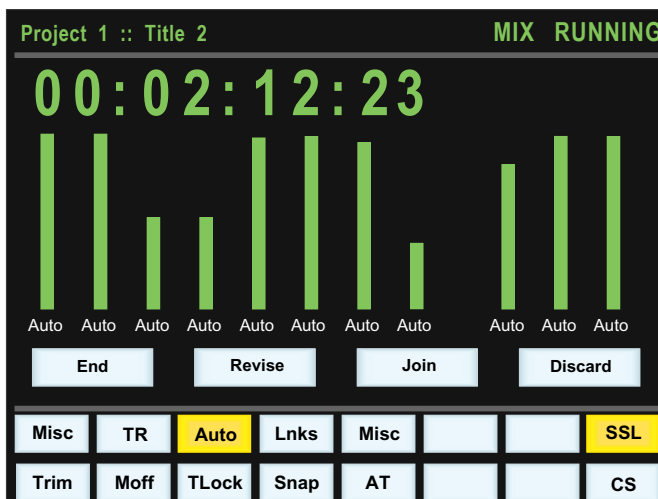 Project 1 :: Title 2 MIX RUNNING
00:02:12:23
Auto Auto Auto Auto Auto Auto Auto Auto Auto Auto Auto
End Revise Join Discard
Misc TR Auto Lnks Misc SSL
Trim Moff TLock Snap AT CS